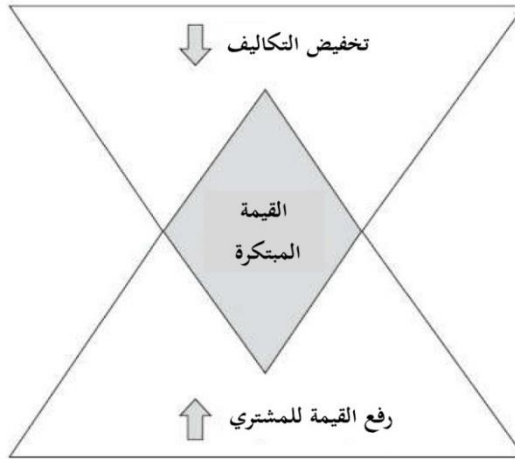 تخفيض التكاليف
القيمة
المبتكرة
رفع القيمة للمشتري